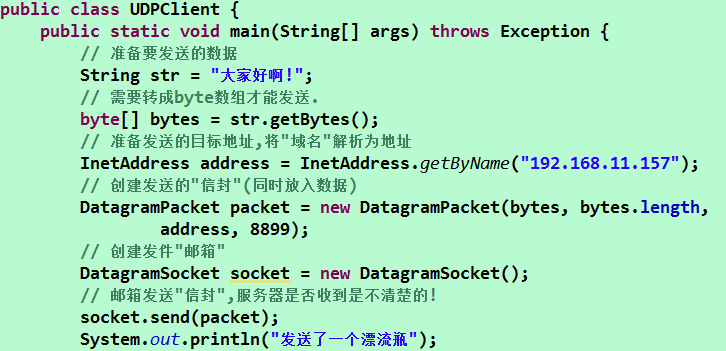 public class UDPClient {
public static void main(String[] args) throws Exception {
// 准备要发送的数据
String str = "大家好啊!";
// 需要转成byte数组才能发送.
byte[] bytes = str.getBytes();
// 准备发送的目标地址,将"域名"解析为地址
InetAddress address = InetAddress.getByName("192.168.11.157");
// 创建发送的"信封"(同时放入数据)
DatagramPacket packet = new DatagramPacket(bytes, bytes.length,
address, 8899);
// 创建发件"邮箱"
DatagramSocket socket = new DatagramSocket();
// 邮箱发送"信封",服务器是否收到是不清楚的!
socket.send(packet);
System.out.println("发送了一个漂流瓶");